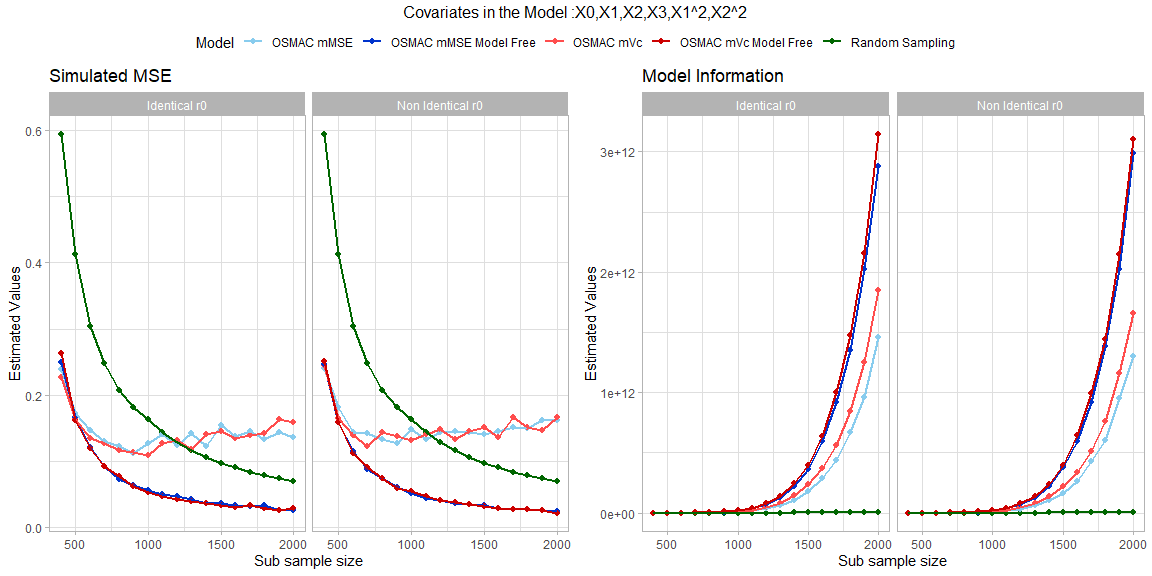 Covariates in the Model :X0,X1,X2,X3,X1^2,X2^2
Model OSMAC mMSE OSMAC mMSE Model Free OSMAC mVc OSMAC mVc Model Free Random Sampling
Simulated MSE
Identical r0 Non Identical r0
Estimated Values
0.6
0.4
0.2
0.0
500 1000 1500 2000 500 1000 1500 2000
Sub sample size
Model Information
Identical r0 Non Identical r0
Estimated Values
3e+12
2e+12
1e+12
0e+00
500 1000 1500 2000 500 1000 1500 2000
Sub sample size